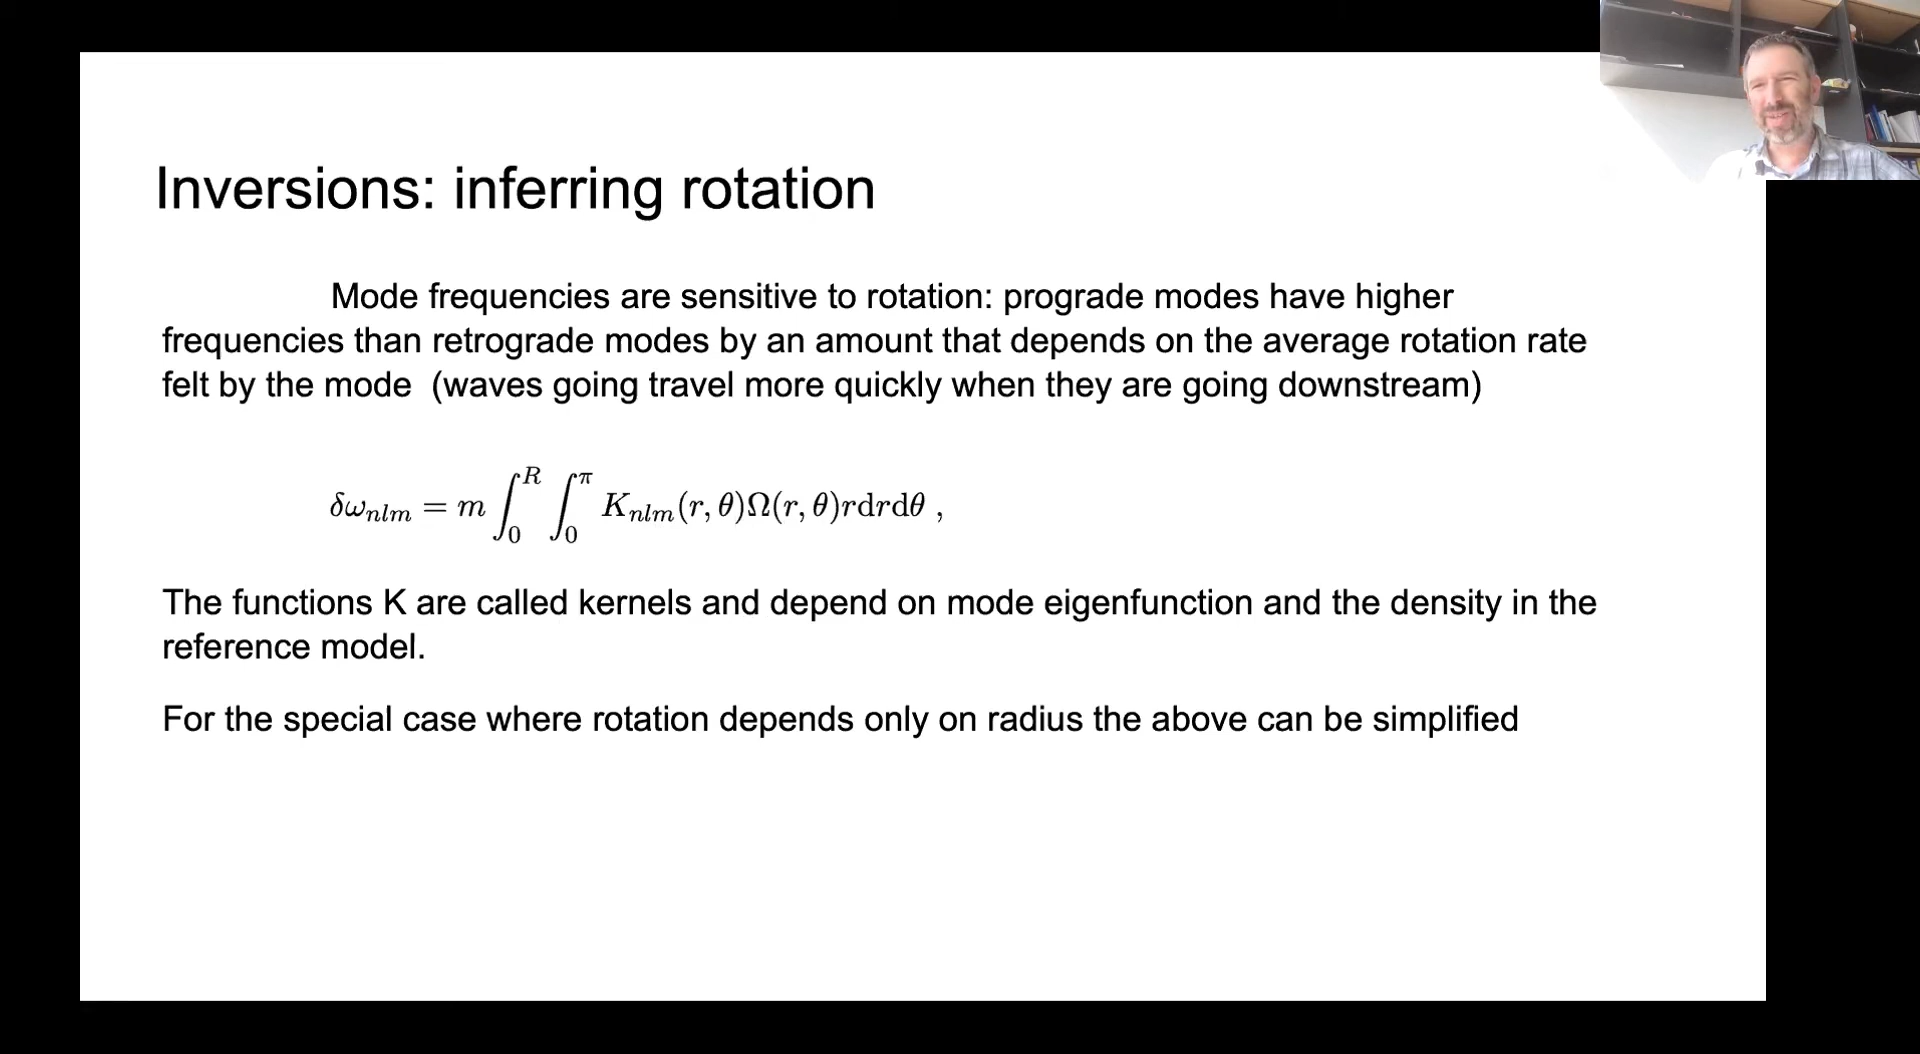 Inversions: inferring rotation
Mode frequencies are sensitive to rotation: prograde modes have higher
frequencies than retrograde modes by an amount that depends on the average rotation rate
felt by the mode  (waves going travel more quickly when they are going downstream)
δω_{nlm} = m ∫_0^R ∫_0^π K_{nlm}(r, θ)Ω(r, θ)rdrdθ ,
The functions K are called kernels and depend on mode eigenfunction and the density in the
reference model.
For the special case where rotation depends only on radius the above can be simplified